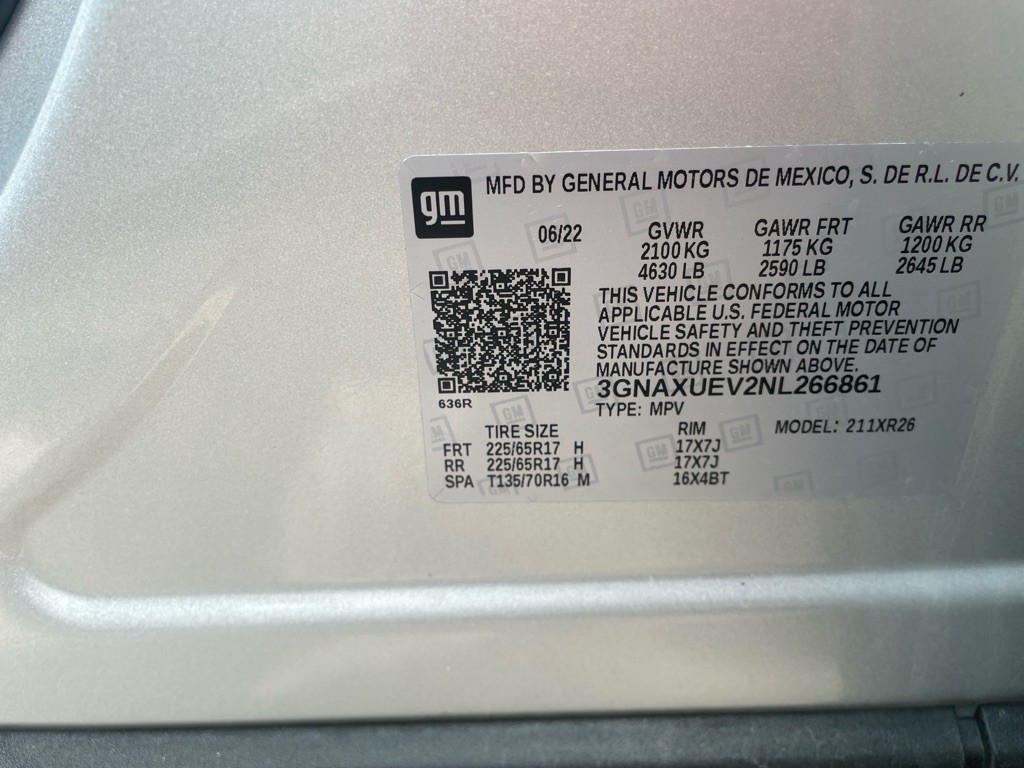 gm
MFD BY GENERAL MOTORS DE MEXICO, S. DE R.L. DE C.V.
06/22 GVWR GAWR FRT GAWR RR
2100 KG 1175 KG 1200 KG
4630 LB 2590 LB 2645 LB
THIS VEHICLE CONFORMS TO ALL
APPLICABLE U.S. FEDERAL MOTOR
VEHICLE SAFETY AND THEFT PREVENTION
STANDARDS IN EFFECT ON THE DATE OF
MANUFACTURE SHOWN ABOVE.
3GNAXUEV2NL266861
636R
TYPE: MPV
TIRE SIZE RIM MODEL: 211XR26
FRT 225/65R17 H 17X7J
RR 225/65R17 H 17X7J
SPA T135/70R16 M 16X4BT